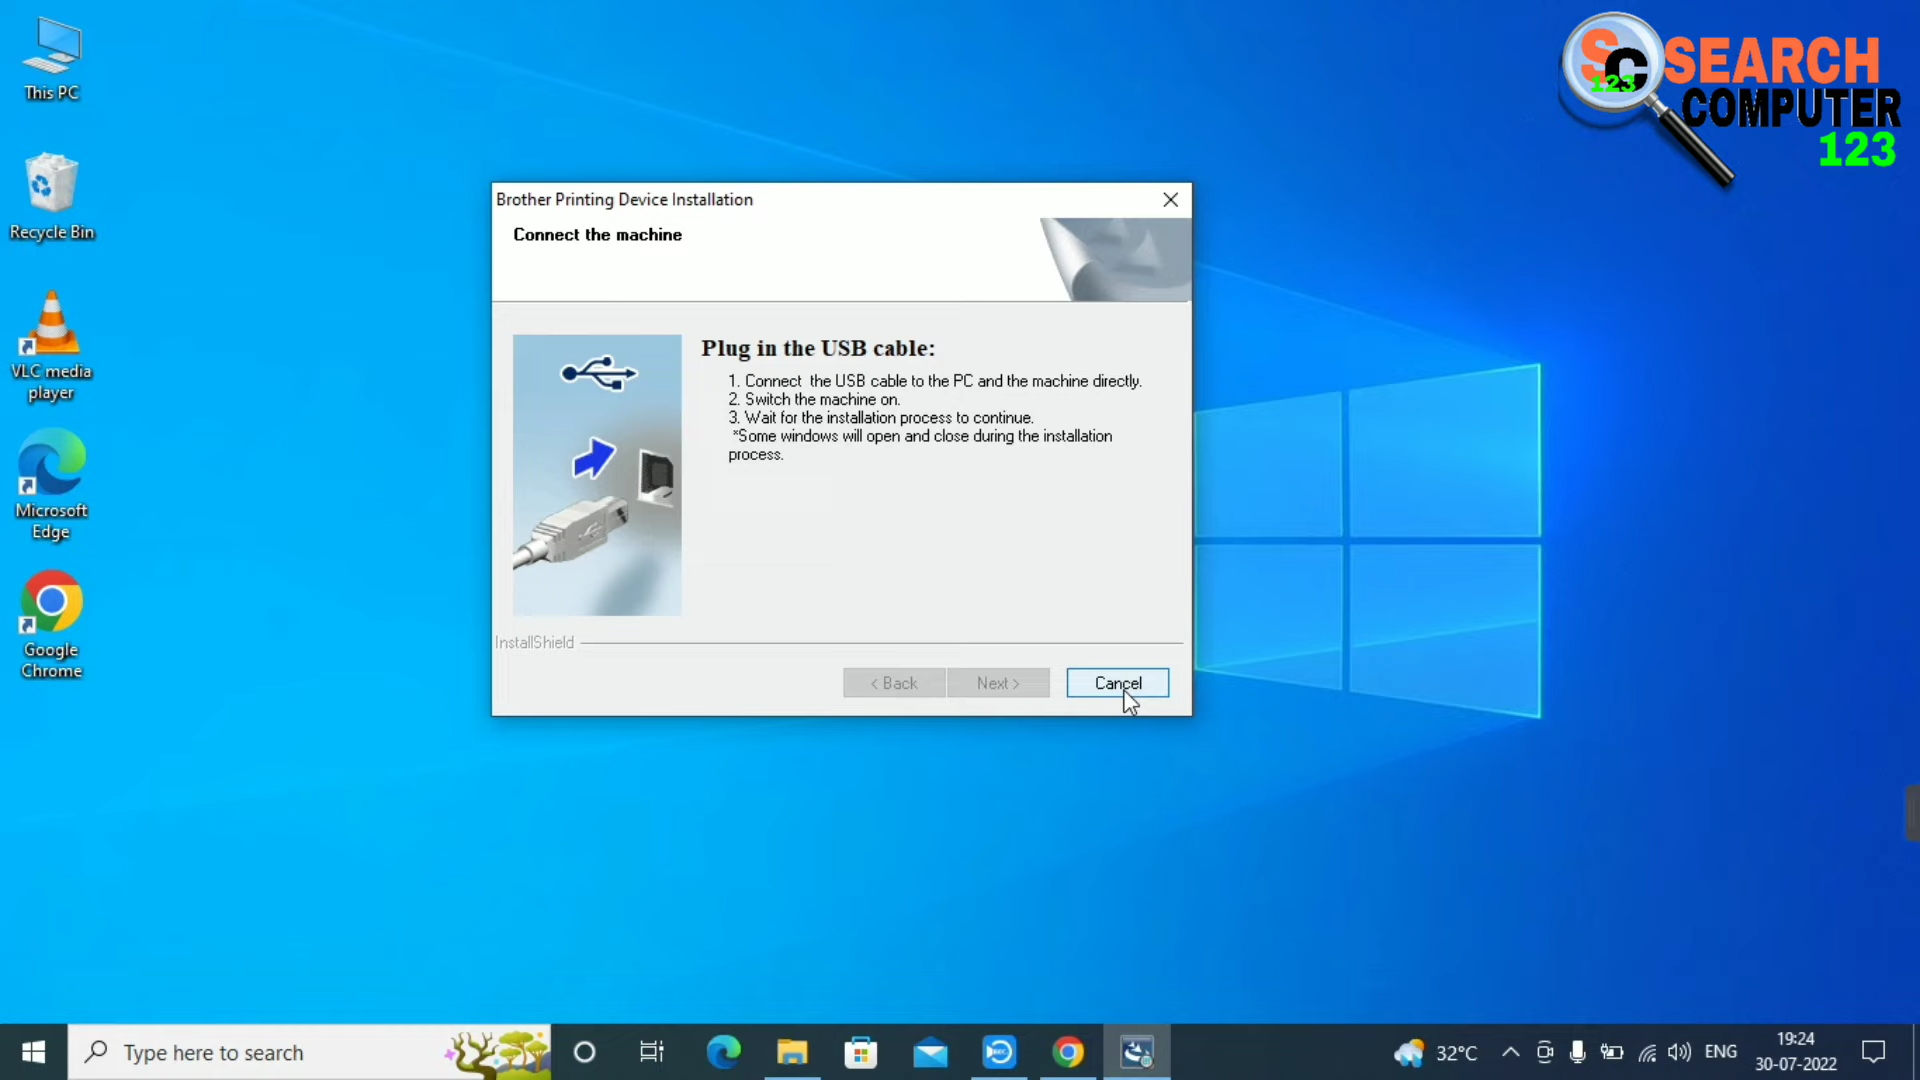 This PC
Recycle Bin
VLC media
player
Microsoft
Edge
Google
Chrome
SC
123
SEARCH
COMPUTER
123
Brother Printing Device Installation
Connect the machine
Plug in the USB cable:
1. Connect the USB cable to the PC and the machine directly.
2. Switch the machine on.
3. Wait for the installation process to continue.
*Some windows will open and close during the installation
process.
InstallShield
< Back
Next >
Cancel
Type here to search
32°C
ENG
19:24
30-07-2022